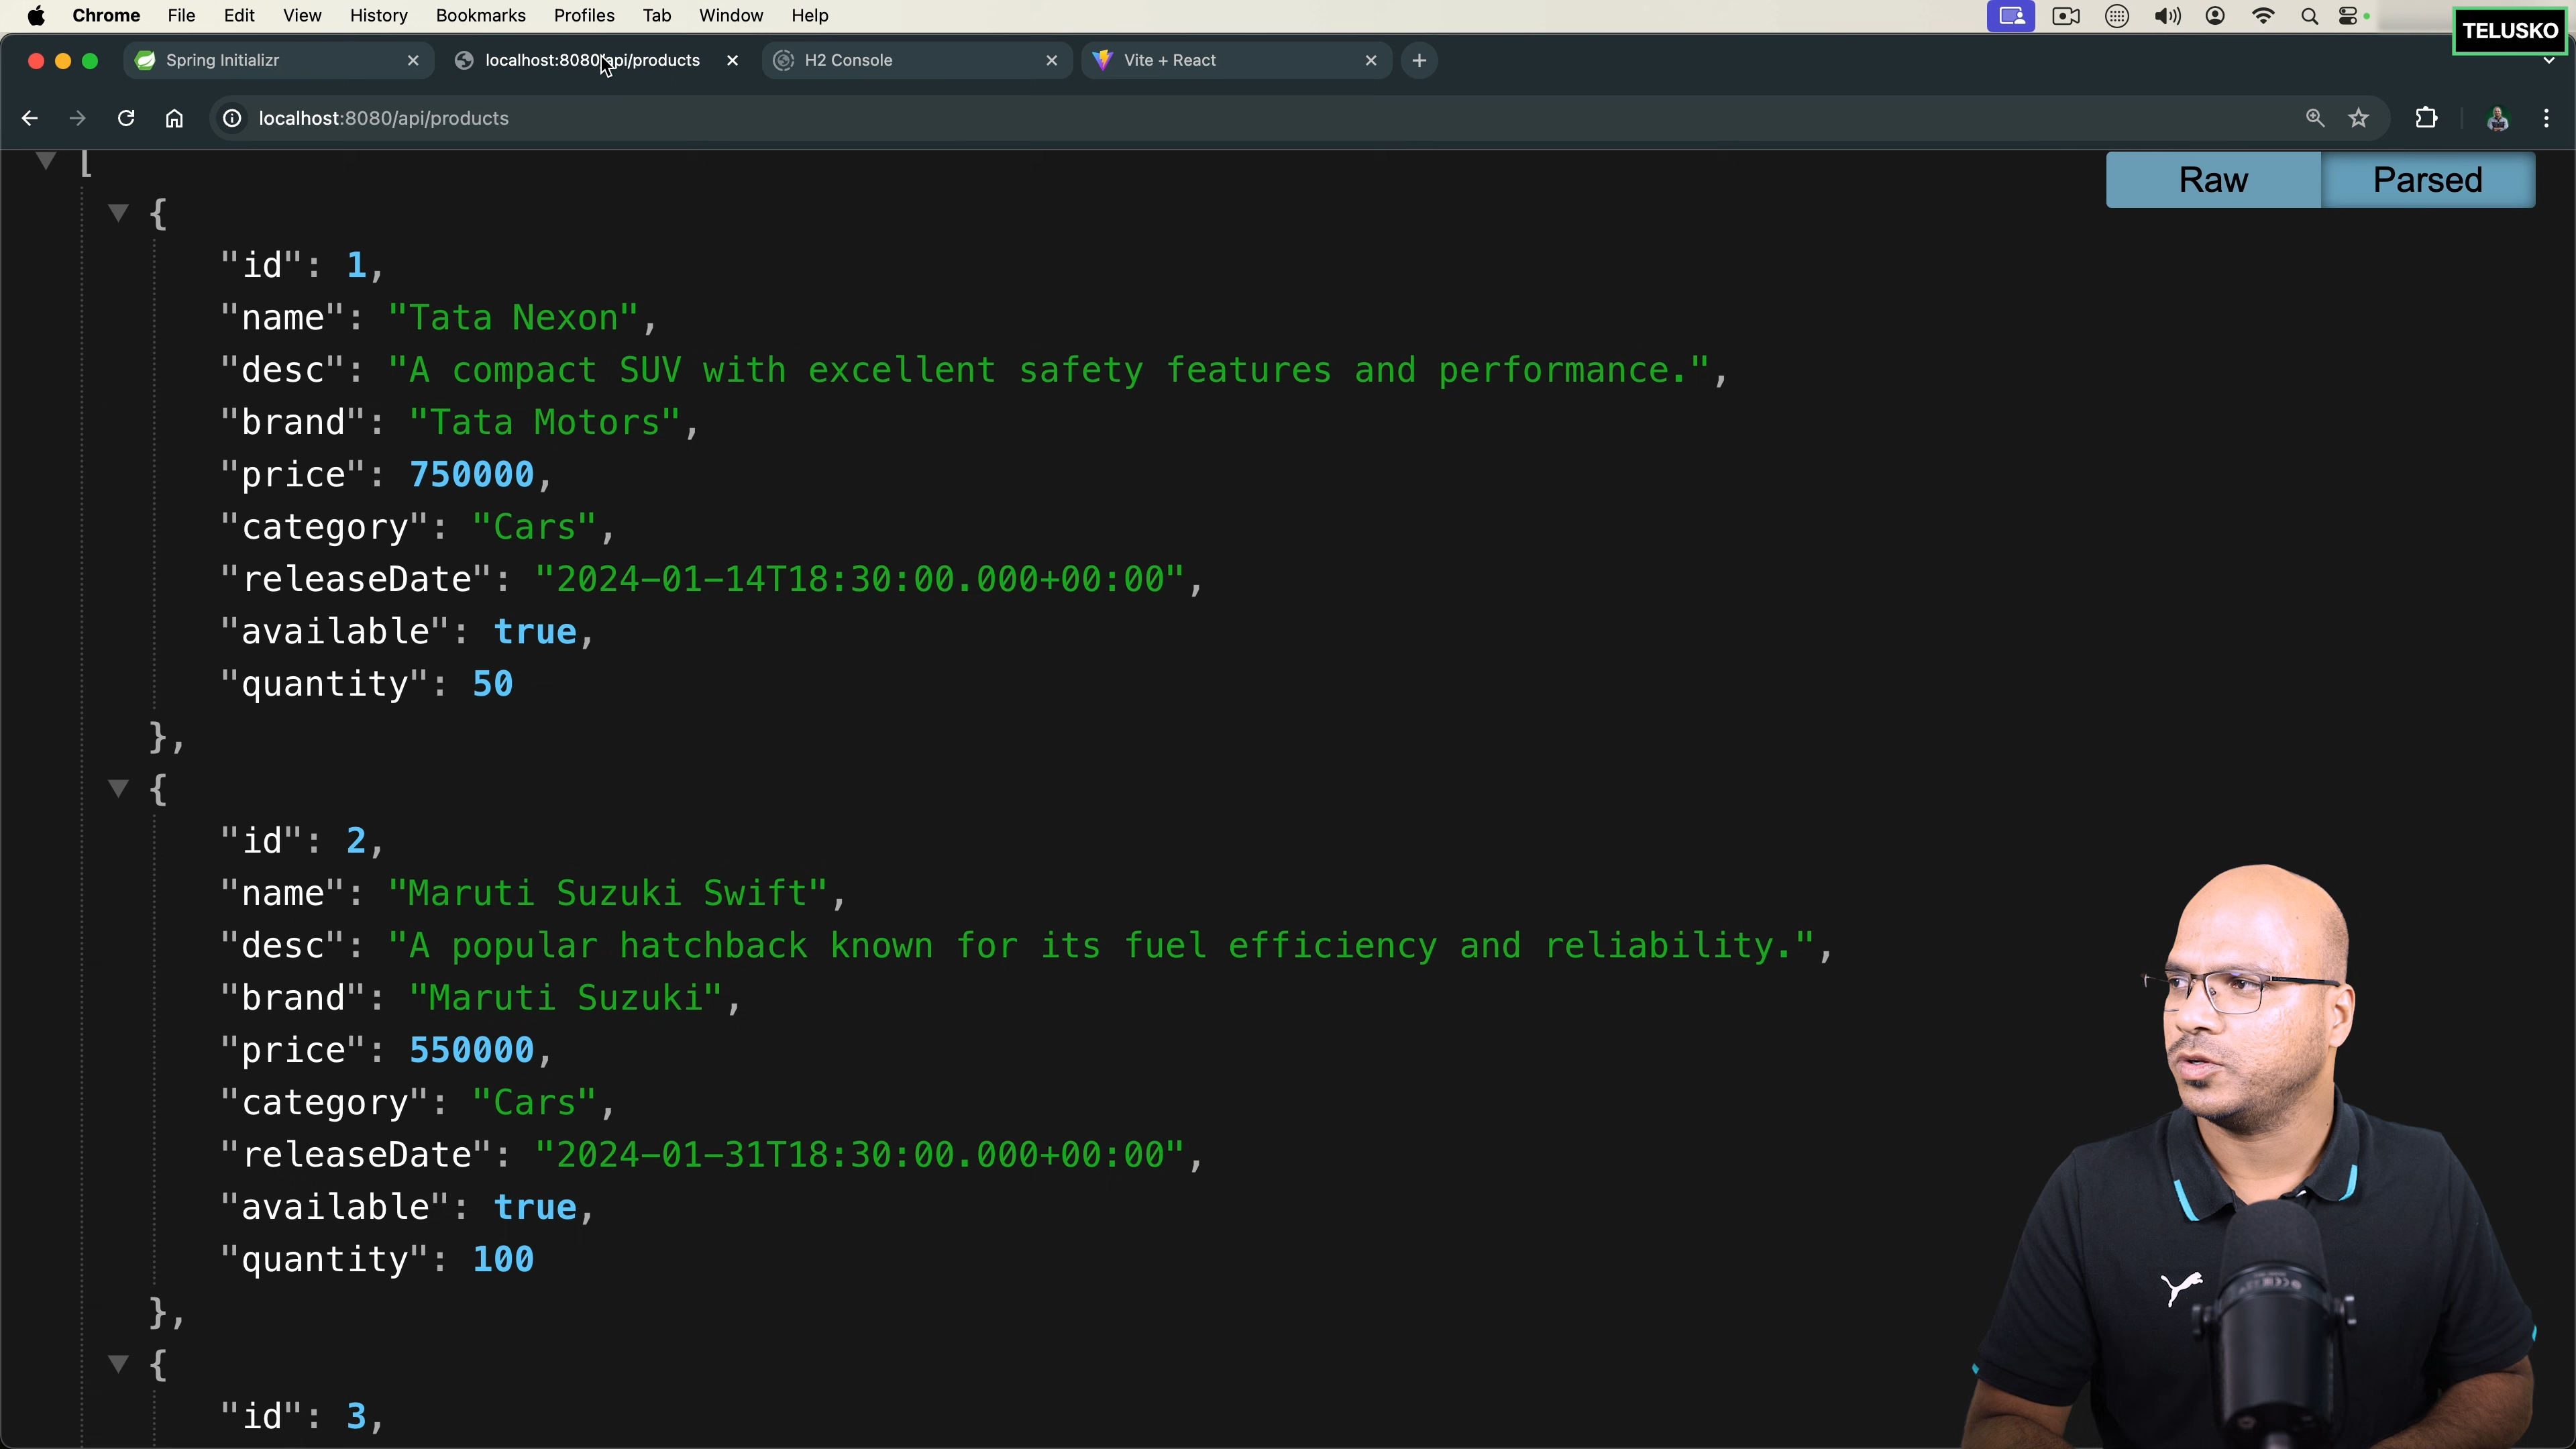 Chrome File Edit View History Bookmarks Profiles Tab Window Help
TELUSKO
Spring Initializr
localhost:8080/api/products
H2 Console
Vite + React
localhost:8080/api/products
Raw Parsed
[
{
"id": 1,
"name": "Tata Nexon",
"desc": "A compact SUV with excellent safety features and performance.",
"brand": "Tata Motors",
"price": 750000,
"category": "Cars",
"releaseDate": "2024-01-14T18:30:00.000+00:00",
"available": true,
"quantity": 50
},
{
"id": 2,
"name": "Maruti Suzuki Swift",
"desc": "A popular hatchback known for its fuel efficiency and reliability.",
"brand": "Maruti Suzuki",
"price": 550000,
"category": "Cars",
"releaseDate": "2024-01-31T18:30:00.000+00:00",
"available": true,
"quantity": 100
},
{
"id": 3,